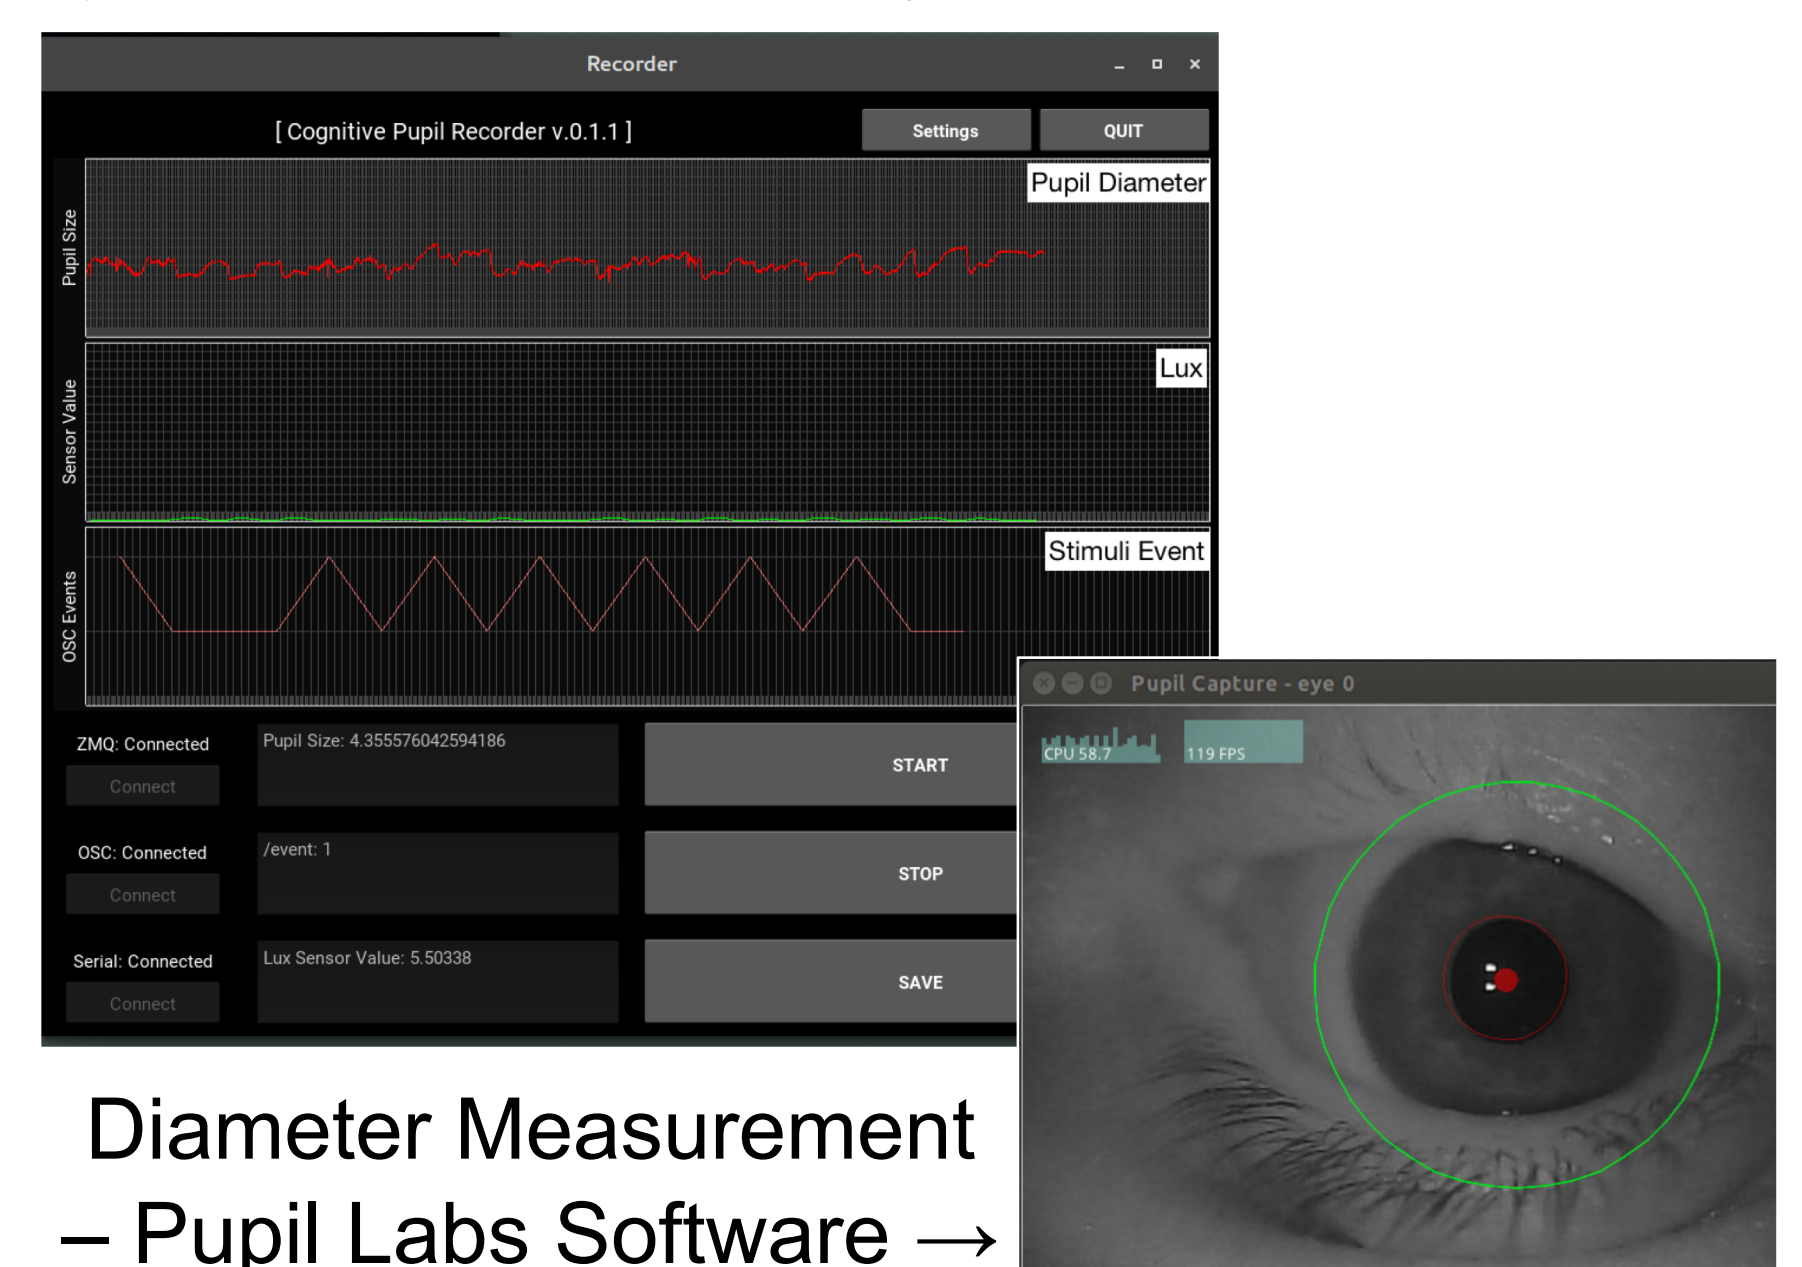 Recorder
[ Cognitive Pupil Recorder v.0.1.1 ]
Settings
QUIT
Pupil Size
Pupil Diameter
Sensor Value
Lux
OSC Events
Stimuli Event
ZMQ: Connected
Connect
Pupil Size: 4.355576042594186
START
OSC: Connected
Connect
/event: 1
STOP
Serial: Connected
Connect
Lux Sensor Value: 5.50338
SAVE
Pupil Capture - eye 0
CPU 58.7
119 FPS
Diameter Measurement
– Pupil Labs Software →